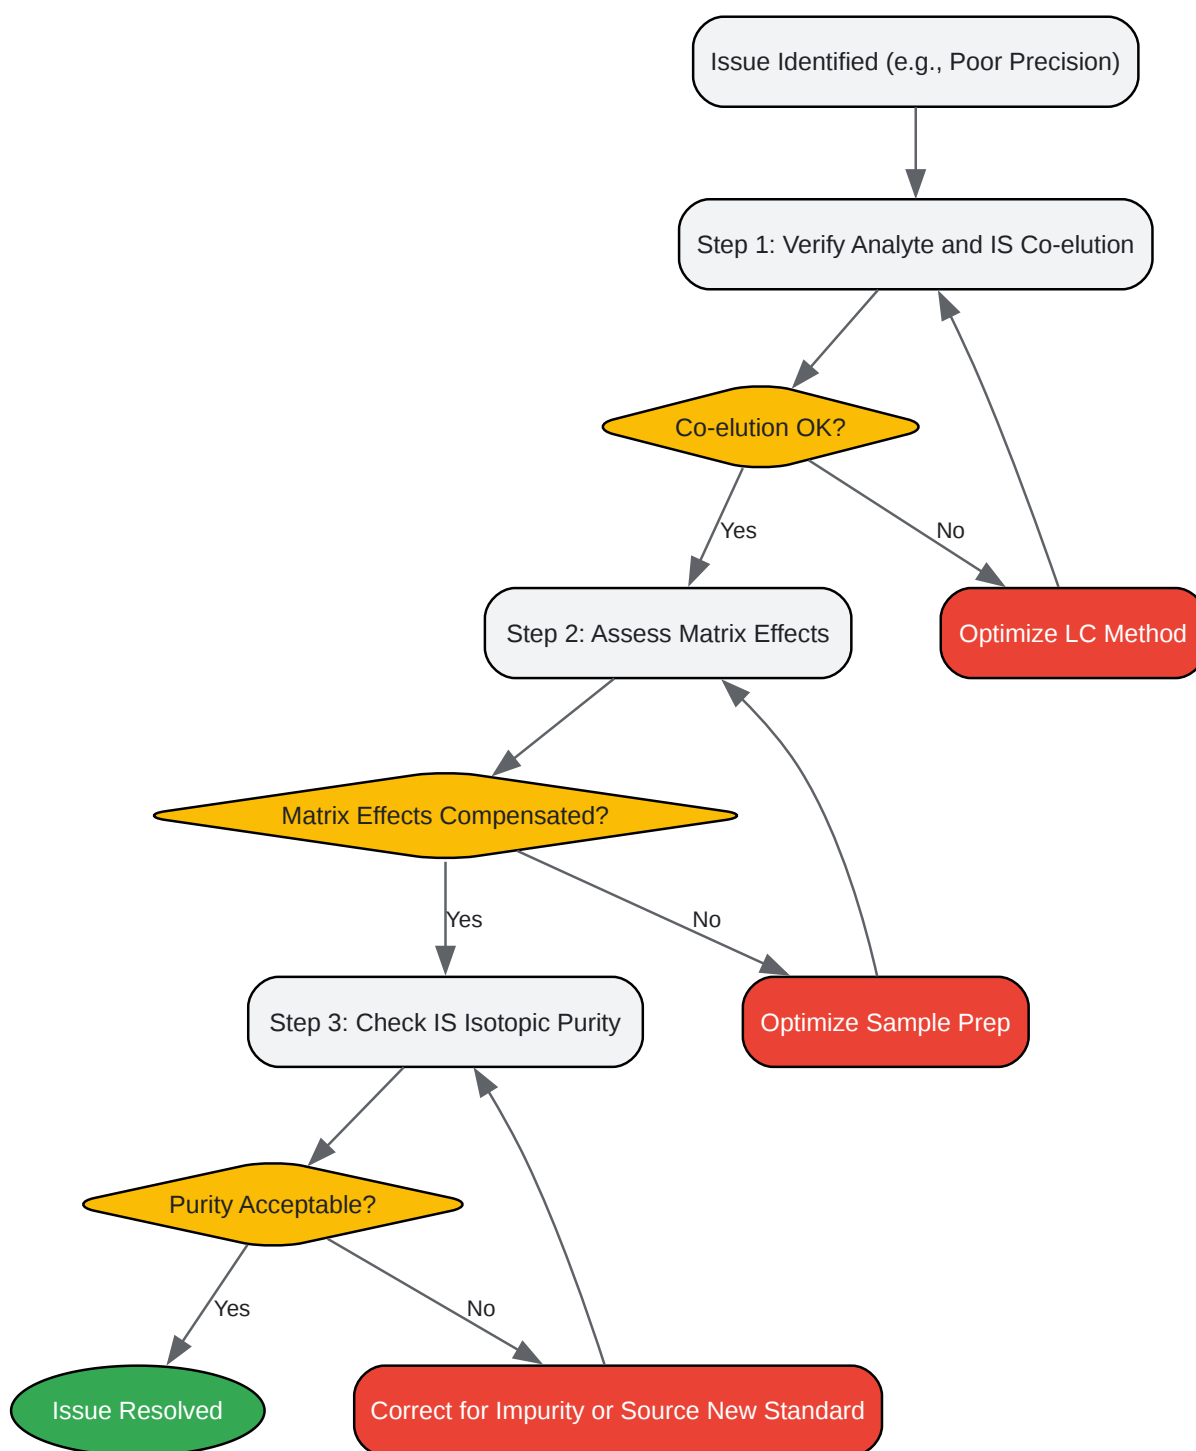 Issue Identified (e.g., Poor Precision)
Step 1: Verify Analyte and IS Co-elution
Co-elution OK?
Yes
No
Step 2: Assess Matrix Effects
Optimize LC Method
Matrix Effects Compensated?
Yes
No
Step 3: Check IS Isotopic Purity
Optimize Sample Prep
Purity Acceptable?
Yes
No
Issue Resolved
Correct for Impurity or Source New Standard